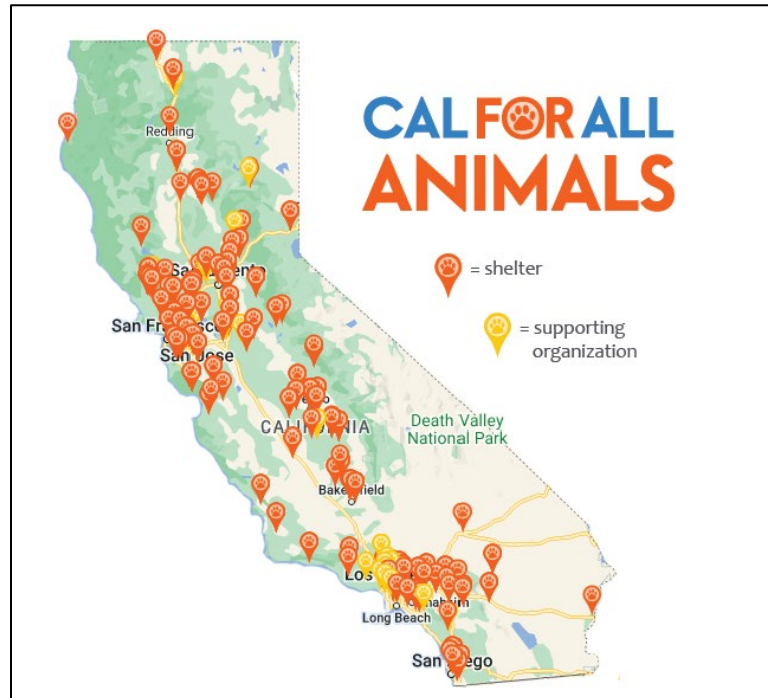 CAL FOR ALL
ANIMALS
= shelter
= supporting
organization
Redding
San Francisco
San Jose
CALIFORNIA
Death Valley
National Park
Bakersfield
Los
Anaheim
Long Beach
San Diego